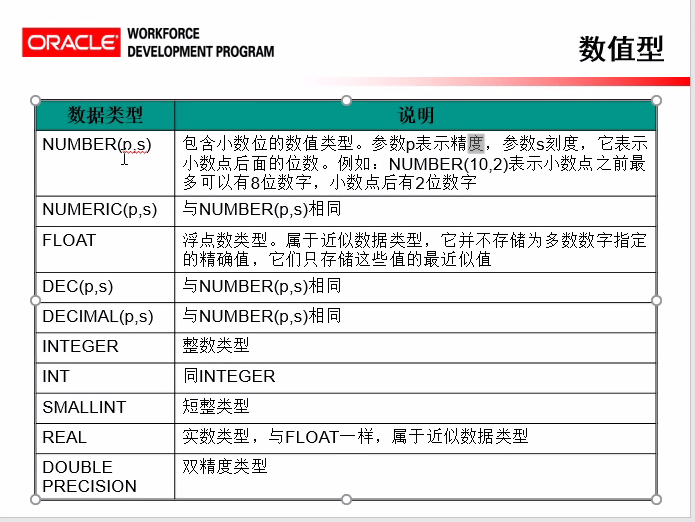 ORACLE
WORKFORCE
DEVELOPMENT PROGRAM
数值型
数据类型 说明
NUMBER(p,s) 包含小数位的数值类型。参数p表示精度，参数s刻度，它表示
小数点后面的位数。例如：NUMBER(10,2)表示小数点之前最
多可以有8位数字，小数点后有2位数字
NUMERIC(p,s) 与NUMBER(p,s)相同
FLOAT 浮点数类型。属于近似数据类型，它并不存储为多数数字指定
的精确值，它们只存储这些值的最近似值
DEC(p,s) 与NUMBER(p,s)相同
DECIMAL(p,s) 与NUMBER(p,s)相同
INTEGER 整数类型
INT 同INTEGER
SMALLINT 短整类型
REAL 实数类型，与FLOAT一样，属于近似数据类型
DOUBLE 双精度类型
PRECISION